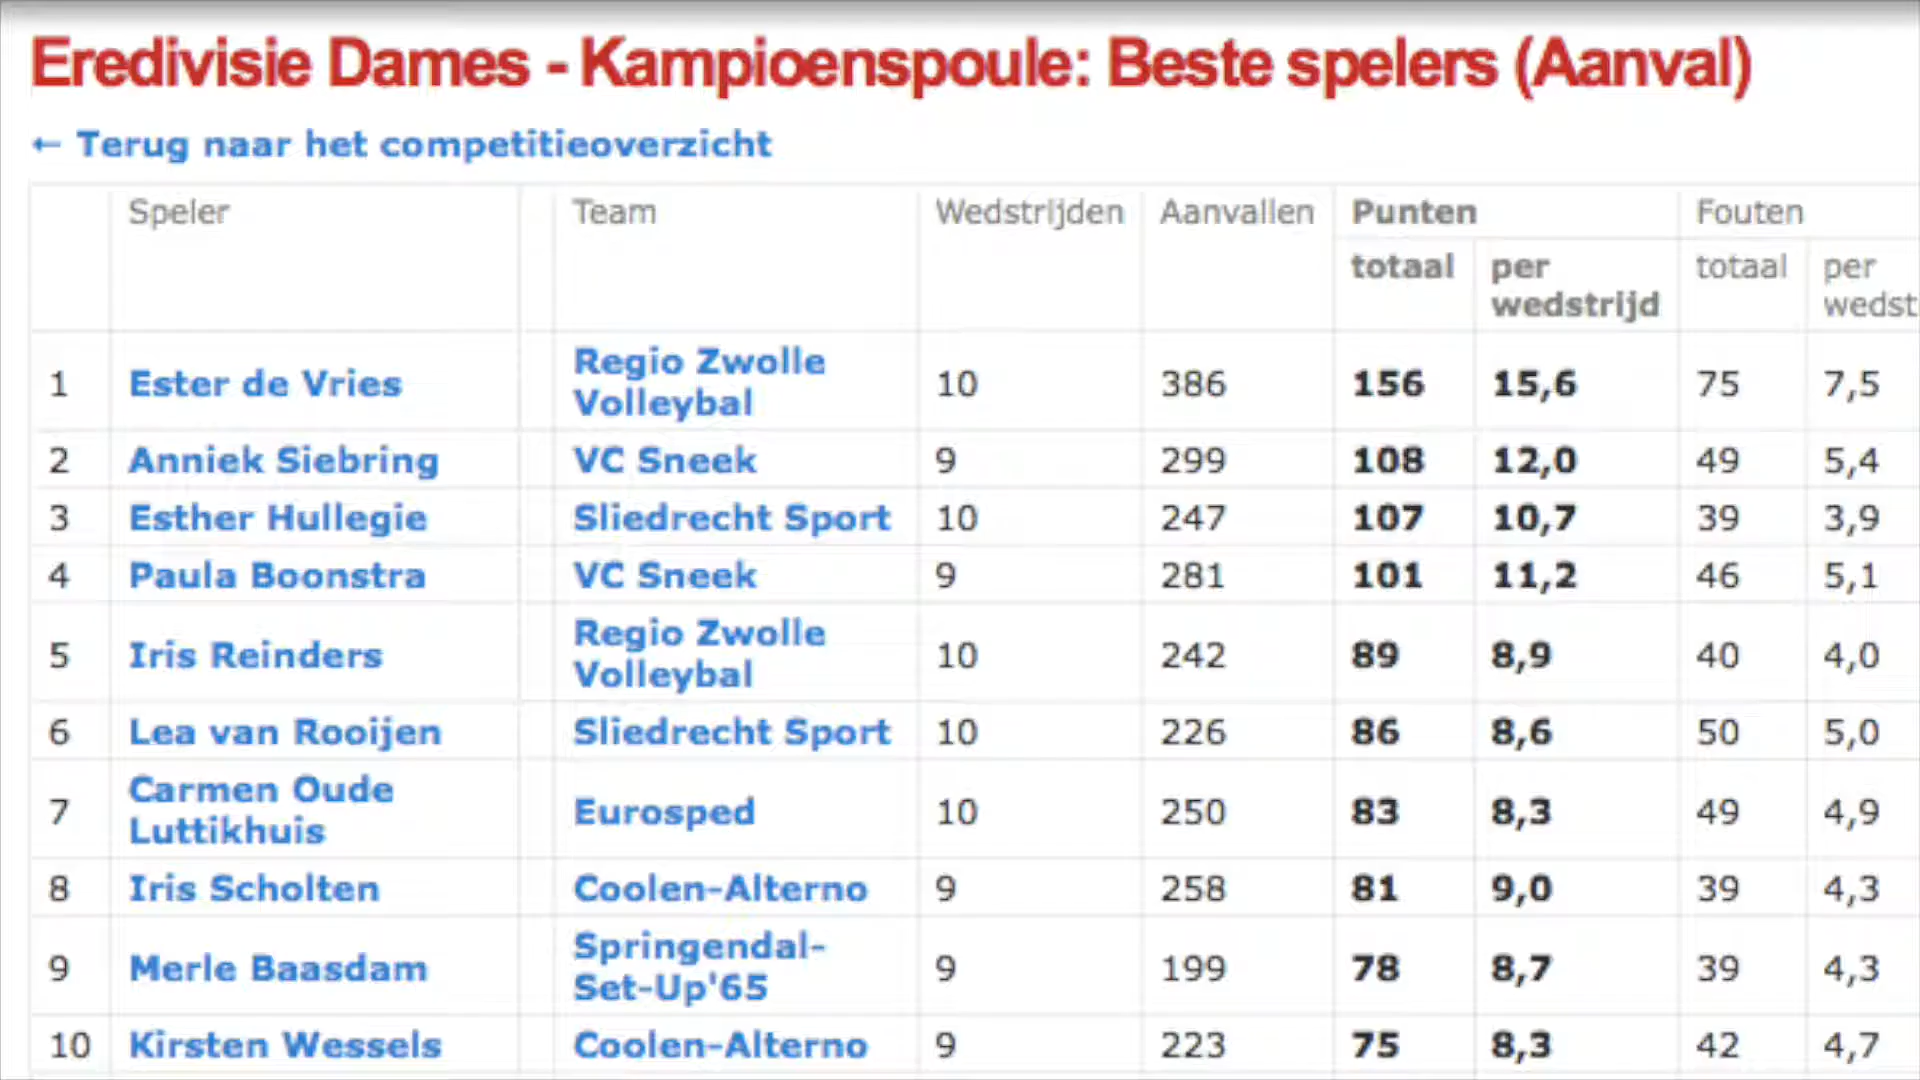 Eredivisie Dames - Kampioenspoule: Beste spelers (Aanval)
← Terug naar het competitieoverzicht
Speler Team Wedstrijden Aanvallen Punten Fouten
totaal per wedstrijd totaal per wedst
1 Ester de Vries Regio Zwolle Volleybal 10 386 156 15,6 75 7,5
2 Anniek Siebring VC Sneek 9 299 108 12,0 49 5,4
3 Esther Hullegie Sliedrecht Sport 10 247 107 10,7 39 3,9
4 Paula Boonstra VC Sneek 9 281 101 11,2 46 5,1
5 Iris Reinders Regio Zwolle Volleybal 10 242 89 8,9 40 4,0
6 Lea van Rooijen Sliedrecht Sport 10 226 86 8,6 50 5,0
7 Carmen Oude Luttikhuis Eurosped 10 250 83 8,3 49 4,9
8 Iris Scholten Coolen-Alterno 9 258 81 9,0 39 4,3
9 Merle Baasdam Springendal-Set-Up'65 9 199 78 8,7 39 4,3
10 Kirsten Wessels Coolen-Alterno 9 223 75 8,3 42 4,7